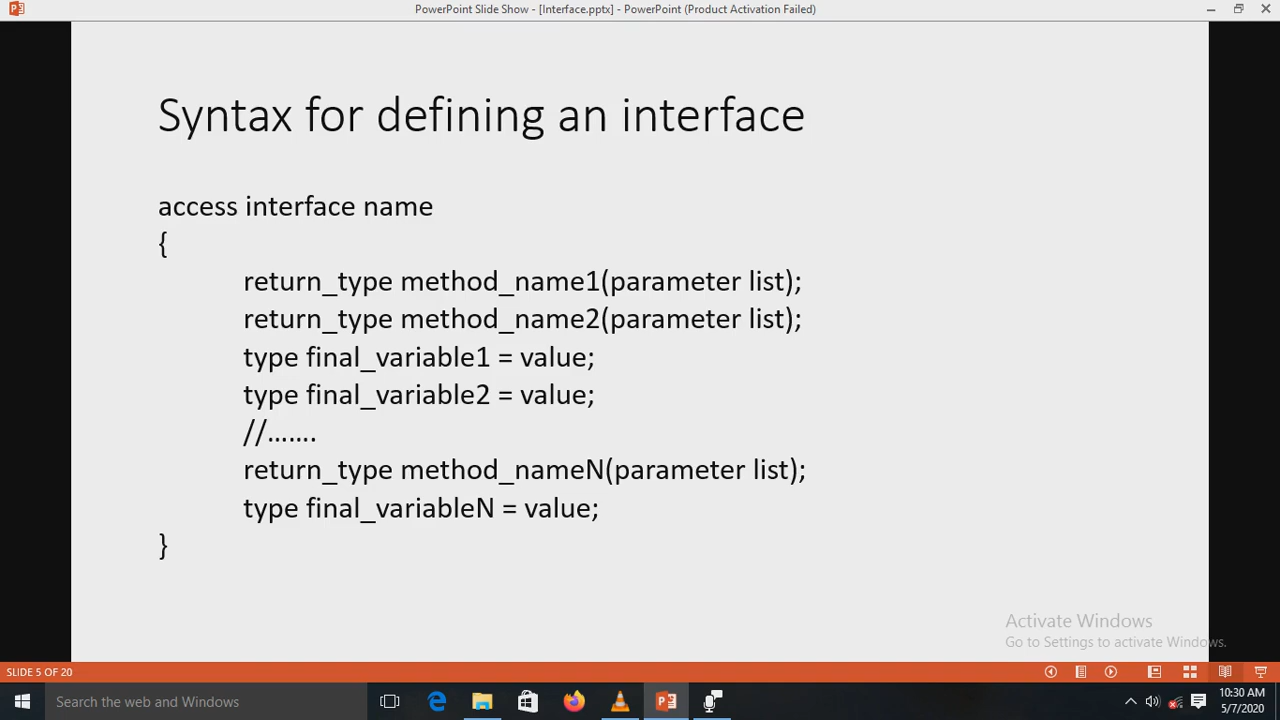 PowerPoint Slide Show - [Interface.pptx] - PowerPoint (Product Activation Failed)
Syntax for defining an interface
access interface name
{
return_type method_name1(parameter list);
return_type method_name2(parameter list);
type final_variable1 = value;
type final_variable2 = value;
//.......
return_type method_nameN(parameter list);
type final_variableN = value;
}
Activate Windows
Go to Settings to activate Windows.
SLIDE 5 OF 20
Search the web and Windows
10:30 AM
5/7/2020